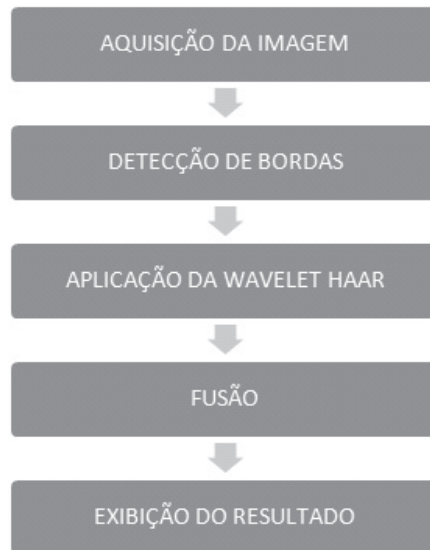 AQUISIÇÃO DA IMAGEM
DETECÇÃO DE BORDAS
APLICAÇÃO DA WAVELET HAAR
FUSÃO
EXIBIÇÃO DO RESULTADO